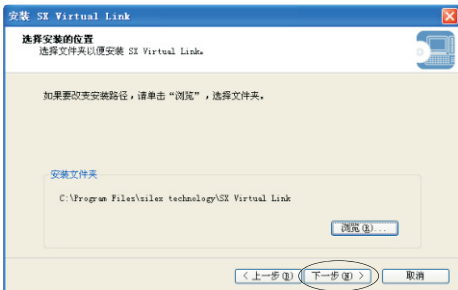 安装 SX Virtual Link
选择安装的位置
选择文件夹以便安装 SX Virtual Link。
如果要改变安装路径，请单击“浏览”，选择文件夹。
安装文件夹
C:\Program Files\silex technology\SX Virtual Link
浏览(B)...
< 上一步(B) 下一步(N) > 取消